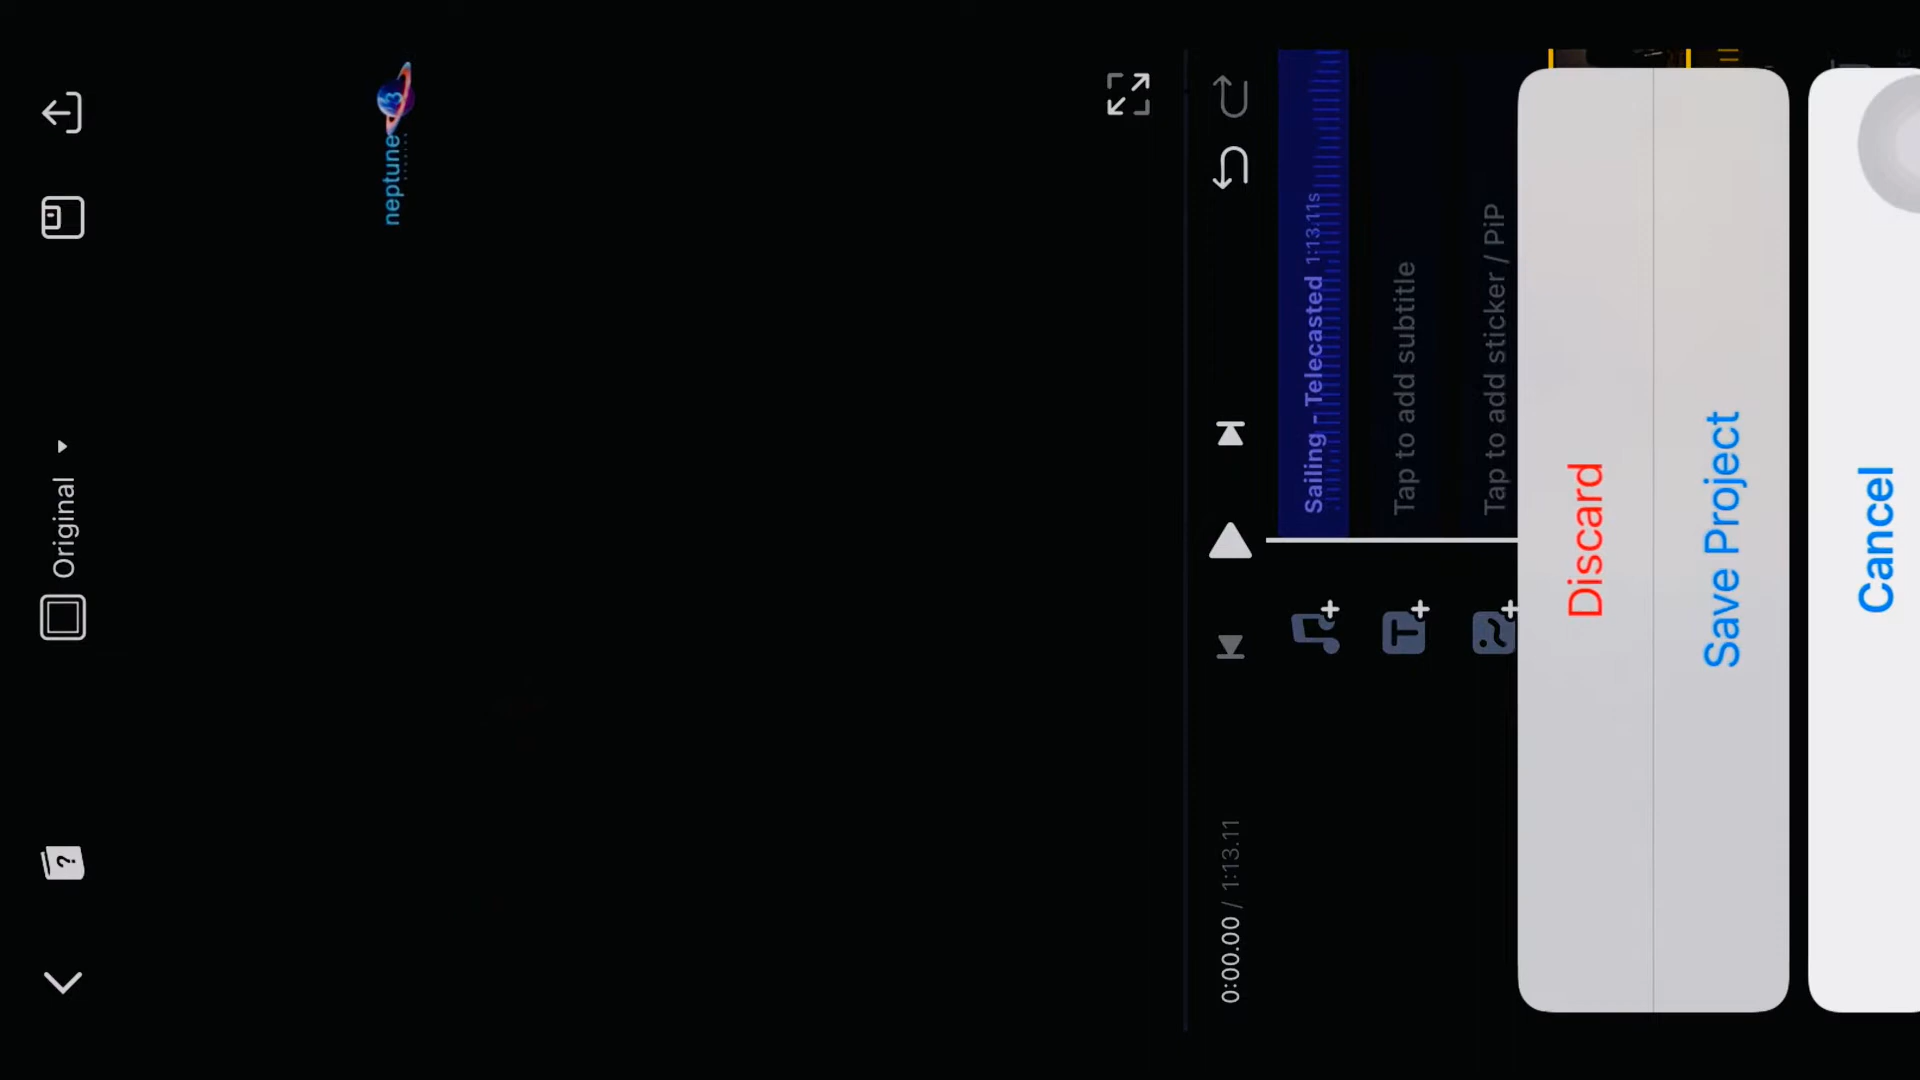 ?
Original
neptune
3
0:00.00 / 1:13.11
Sailing - Telecasted 1:13.11s
Tap to add subtitle
Tap to add sticker / PiP
Discard
Save Project
Cancel